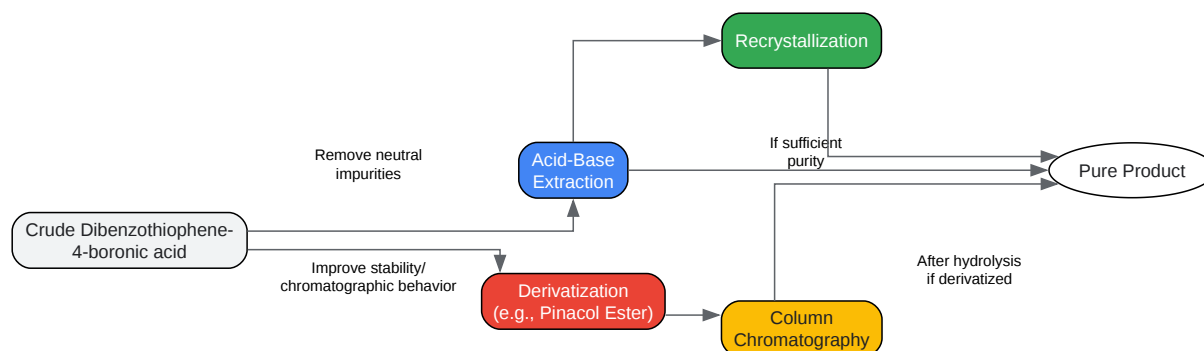 Recrystallization
Remove neutral
impurities
Acid-Base
Extraction
If sufficient
purity
Pure Product
Crude Dibenzothiophene-
4-boronic acid
Improve stability/
chromatographic behavior
Derivatization
(e.g., Pinacol Ester)
After hydrolysis
if derivatized
Column
Chromatography